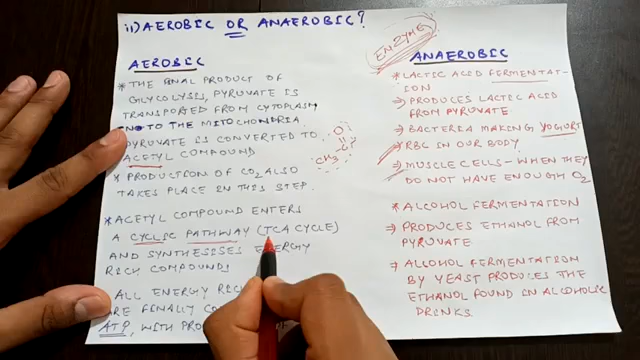 ii) AEROBIC OR ANAEROBIC?
AEROBIC
* THE FINAL PRODUCT OF
GLYCOLYSIS, PYRUVATE IS
TRANSPORTED FROM CYTOPLASM
TO THE MITOCHONDRIA
PYRUVATE IS CONVERTED TO
ACETYL COMPOUND
* PRODUCTION OF CO2 ALSO
TAKES PLACE IN THIS STEP.
* ACETYL COMPOUND ENTERS
A CYCLIC PATHWAY (TCA CYCLE)
AND SYNTHESISES ENERGY
RICH COMPOUNDS
ALL ENERGY
ARE FINALLY
ATP, WITH
O
C
CH3
ENZYME
ANAEROBIC
* LACTIC ACID FERMENTAT-
ION
⇒ PRODUCES LACTIC ACID
FROM PYRUVATE
⇒ BACTERIA MAKING YOGURT
⇒ RBC IN OUR BODY
⇒ MUSCLE CELLS - WHEN THEY
DO NOT HAVE ENOUGH O2
* ALCOHOL FERMENTATION
⇒ PRODUCES ETHANOL FROM
PYRUVATE
⇒ ALCOHOL FERMENTATION
BY YEAST PRODUCES THE
ETHANOL FOUND IN ALCOHOLIC
DRINKS